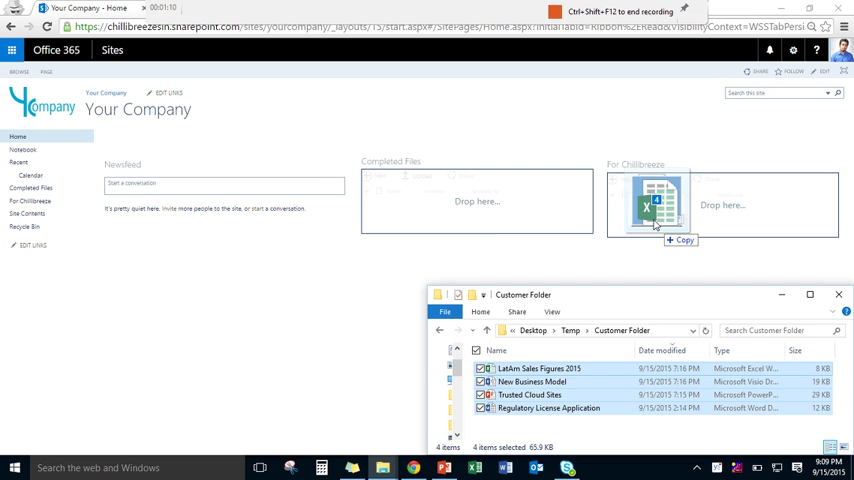 Your Company - Home
00:01:10
Ctrl+Shift+F12 to end recording
https://chillibreezesin.sharepoint.com/sites/yourcompany/_layouts/15/start.aspx#/SitePages/Home.aspx?InitialTabId=Ribbon%2ERead&VisibilityContext=WSSTabPersi
Office 365
Sites
?
BROWSE
PAGE
SHARE
FOLLOW
EDIT
Your Company
EDIT LINKS
Your Company
Company
Search this site
Home
Notebook
Recent
Calendar
Completed Files
For Chillibreeze
Site Contents
Recycle Bin
EDIT LINKS
Newsfeed
Start a conversation
It's pretty quiet here. Invite more people to the site, or start a conversation.
Completed Files
Drop here...
For Chillibreeze
Drop here...
4
+ Copy
Customer Folder
File
Home
Share
View
« Desktop > Temp > Customer Folder
Search Customer Folder
Name
Date modified
Type
Size
LatAm Sales Figures 2015 9/15/2015 7:16 PM Microsoft Excel W... 8 KB
New Business Model 9/15/2015 7:16 PM Microsoft Visio Dr... 19 KB
Trusted Cloud Sites 9/15/2015 7:15 PM Microsoft PowerP... 29 KB
Regulatory License Application 9/15/2015 2:14 PM Microsoft Word D... 12 KB
4 items
4 items selected 65.9 KB
Search the web and Windows
9:09 PM
9/15/2015